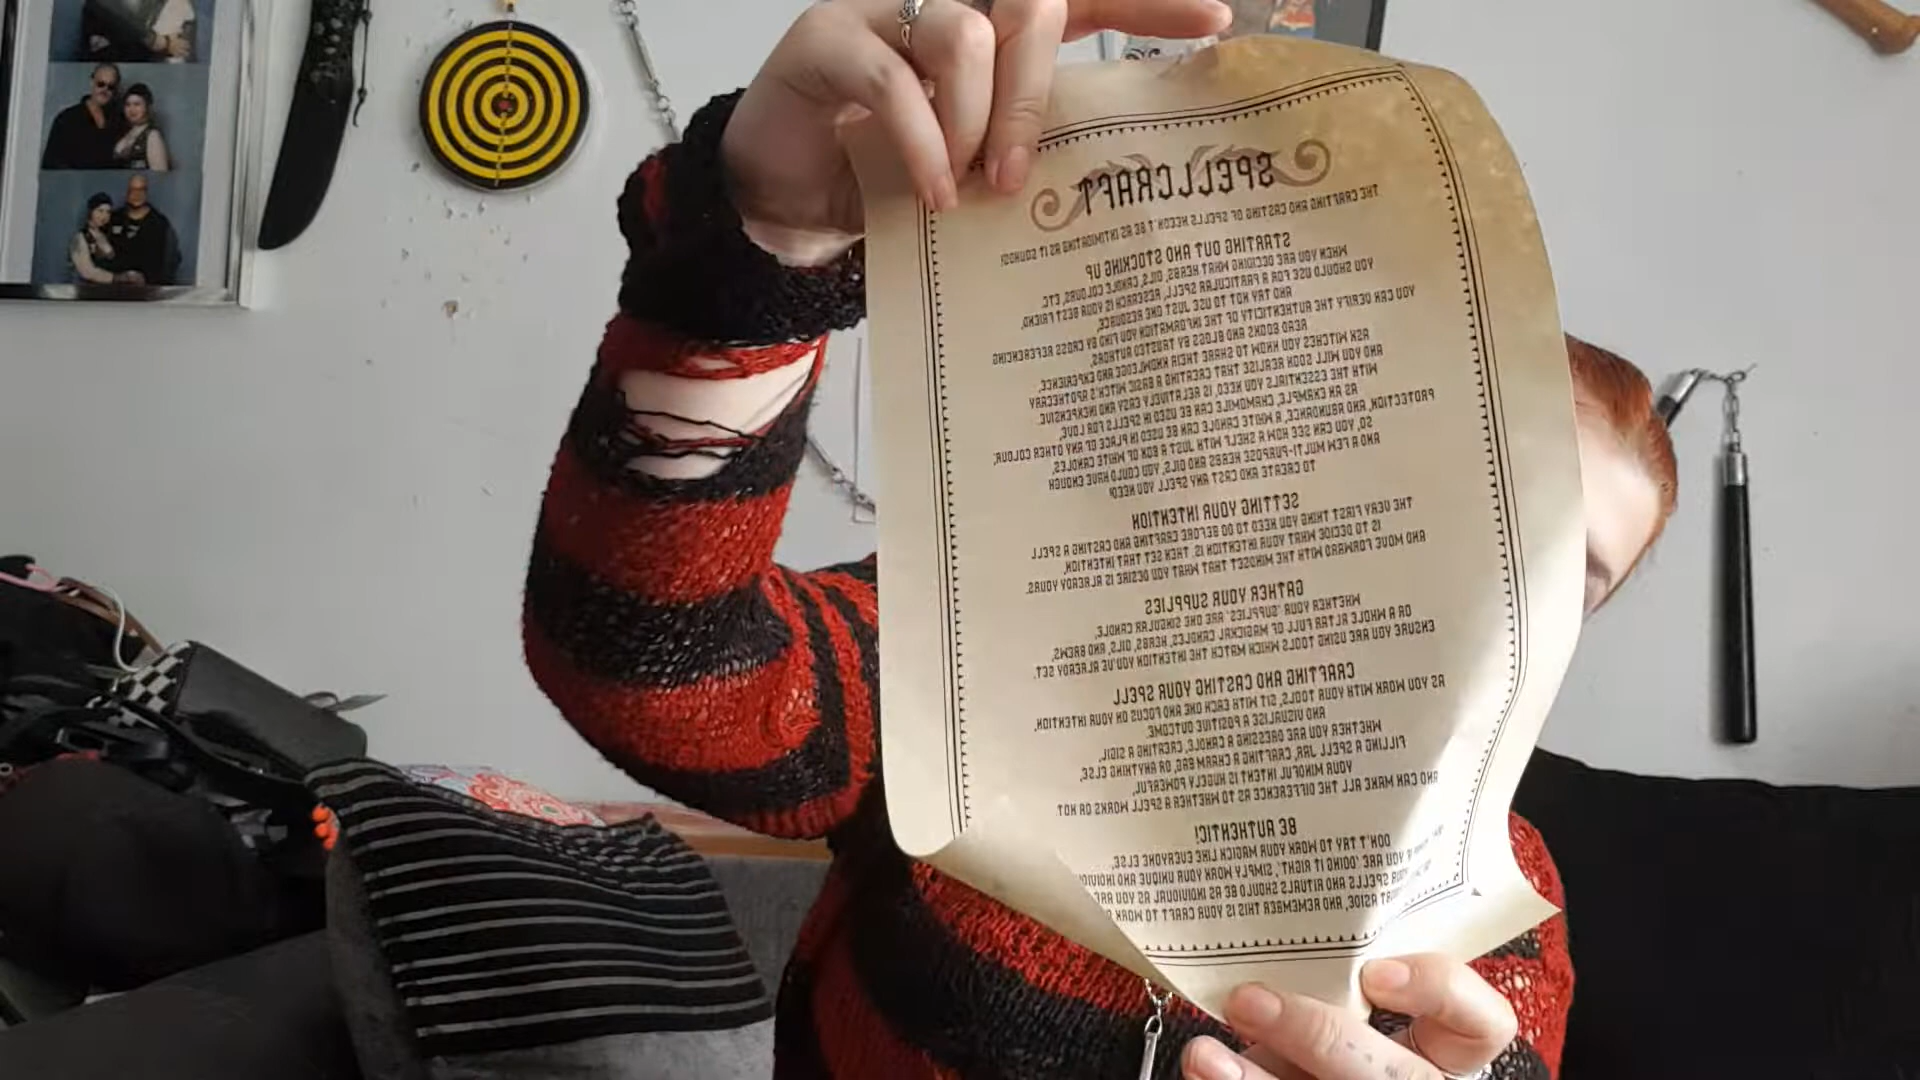 SPELLCRAFT
THE CRAFTING AND CASTING OF SPELLS NEEDN'T BE AS INTIMIDATING AS IT SOUNDS!
STARTING OUT AND STOCKING UP
WHEN YOU ARE DECIDING WHAT HERBS, OILS, CANDLE COLOURS, ETC
YOU SHOULD USE FOR A PARTICULAR SPELL, RESEARCH IS YOUR BEST FRIEND,
AND TRY NOT TO USE JUST ONE RESOURCE,
YOU CAN VERIFY THE AUTHENTICITY OF THE INFORMATION YOU FIND BY CROSS REFERENCING
READ BOOKS AND BLOGS BY TRUSTED AUTHORS,
ASK WITCHES YOU KNOW TO SHARE THEIR KNOWLEDGE AND EXPERIENCE,
AND YOU WILL SOON REALISE THAT CREATING A BASIC WITCH'S APOTHECARY
WITH THE ESSENTIALS YOU NEED, IS RELATIVELY EASY AND INEXPENSIVE
AS AN EXAMPLE, CHAMOMILE CAN BE USED IN SPELLS FOR LOVE,
PROTECTION, AND ABUNDANCE, A WHITE CANDLE CAN BE USED IN PLACE OF ANY OTHER COLOUR;
SO, YOU CAN SEE HOW A SHELF WITH JUST A BOX OF WHITE CANDLES,
AND A FEW MULTI-PURPOSE HERBS AND OILS, YOU COULD HAVE ENOUGH
TO CREATE AND CAST ANY SPELL YOU NEED!
SETTING YOUR INTENTION
THE VERY FIRST THING YOU NEED TO DO BEFORE CRAFTING AND CASTING A SPELL
IS TO DECIDE WHAT YOUR INTENTION IS. THEN SET THAT INTENTION,
AND MOVE FORWARD WITH THE MINDSET THAT WHAT YOU DESIRE IS ALREADY YOURS.
GATHER YOUR SUPPLIES
WHETHER YOUR 'SUPPLIES' ARE ONE SINGULAR CANDLE,
OR A WHOLE ALTAR FULL OF MAGICKAL CANDLES, HERBS, OILS, AND BREWS,
ENSURE YOU ARE USING TOOLS WHICH MATCH THE INTENTION YOU'VE ALREADY SET.
CRAFTING AND CASTING YOUR SPELL
AS YOU WORK WITH YOUR TOOLS, SIT WITH EACH ONE AND FOCUS ON YOUR INTENTION,
AND VISUALISE A POSITIVE OUTCOME.
WHETHER YOU ARE DRESSING A CANDLE, CREATING A SIGIL,
FILLING A SPELL JAR, CRAFTING A CHARM BAG, OR ANYTHING ELSE,
YOUR MINDFUL INTENT IS HUGELY POWERFUL,
AND CAN MAKE ALL THE DIFFERENCE AS TO WHETHER A SPELL WORKS OR NOT
BE AUTHENTIC!
DON'T TRY TO WORK YOUR MAGICK LIKE EVERYONE ELSE,
IF YOU ARE 'DOING IT RIGHT', SIMPLY WORK YOUR UNIQUE AND
SPELLS AND RITUALS SHOULD BE AS INDIVIDUAL AS YOU ARE
ASIDE, AND REMEMBER THIS IS YOUR CRAFT TO WORK